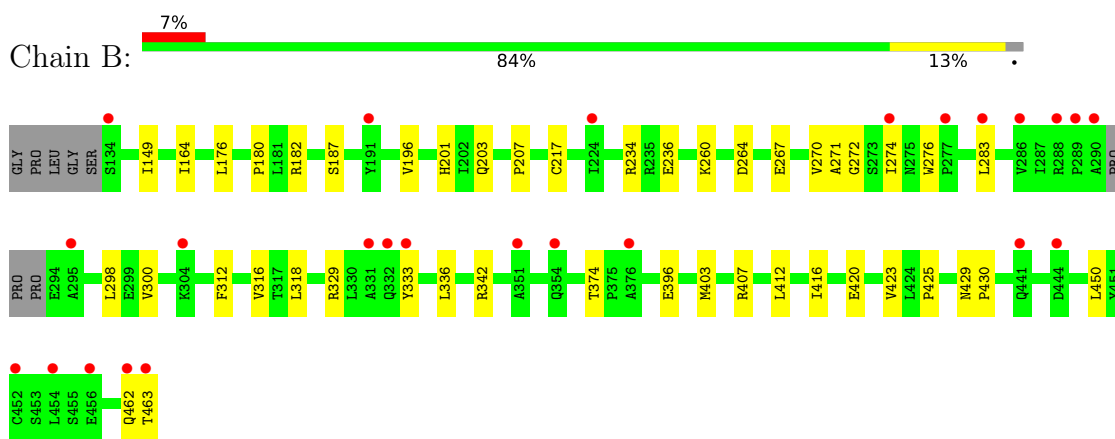 7%
Chain B:
84% 13% •
GLY PRO LEU GLY SER S134 I149 I164 L176 P180 L181 R182 S187 Y191 V196 H201 I202 Q203 P207 C217 I224 R234 R235 E236 K260 D264 E267 V270 A271 G272 S273 I274 N275 W276 P277 L283 V286 I287 R288 P289 A290 PRO
PRO PRO E294 A295 L298 E299 V300 K304 F312 V316 T317 L318 R329 L330 A331 Q332 Y333 L336 R342 A351 Q354 T374 P375 A376 E396 M403 R407 L412 I416 E420 V423 L424 P425 N429 P430 Q441 D444 L450 Y451
C452 S453 L454 S455 E456 Q462 T463